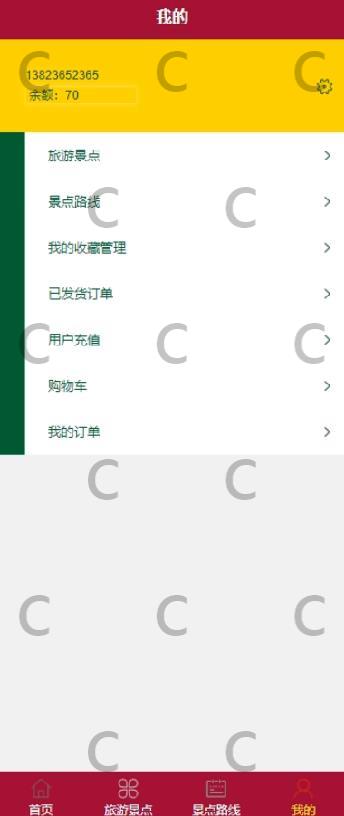 我的
13823652365
余额：70
旅游景点
景点路线
我的收藏管理
已发货订单
用户充值
购物车
我的订单
首页 旅游景点 景点路线 我的